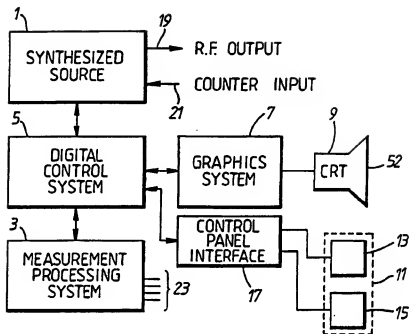 1
SYNTHESIZED
SOURCE
19
R.F. OUTPUT
COUNTER INPUT
21
5
DIGITAL
CONTROL
SYSTEM
7
GRAPHICS
SYSTEM
9
CRT
52
3
MEASUREMENT
PROCESSING
SYSTEM
23
CONTROL
PANEL
INTERFACE
17
13
11
15